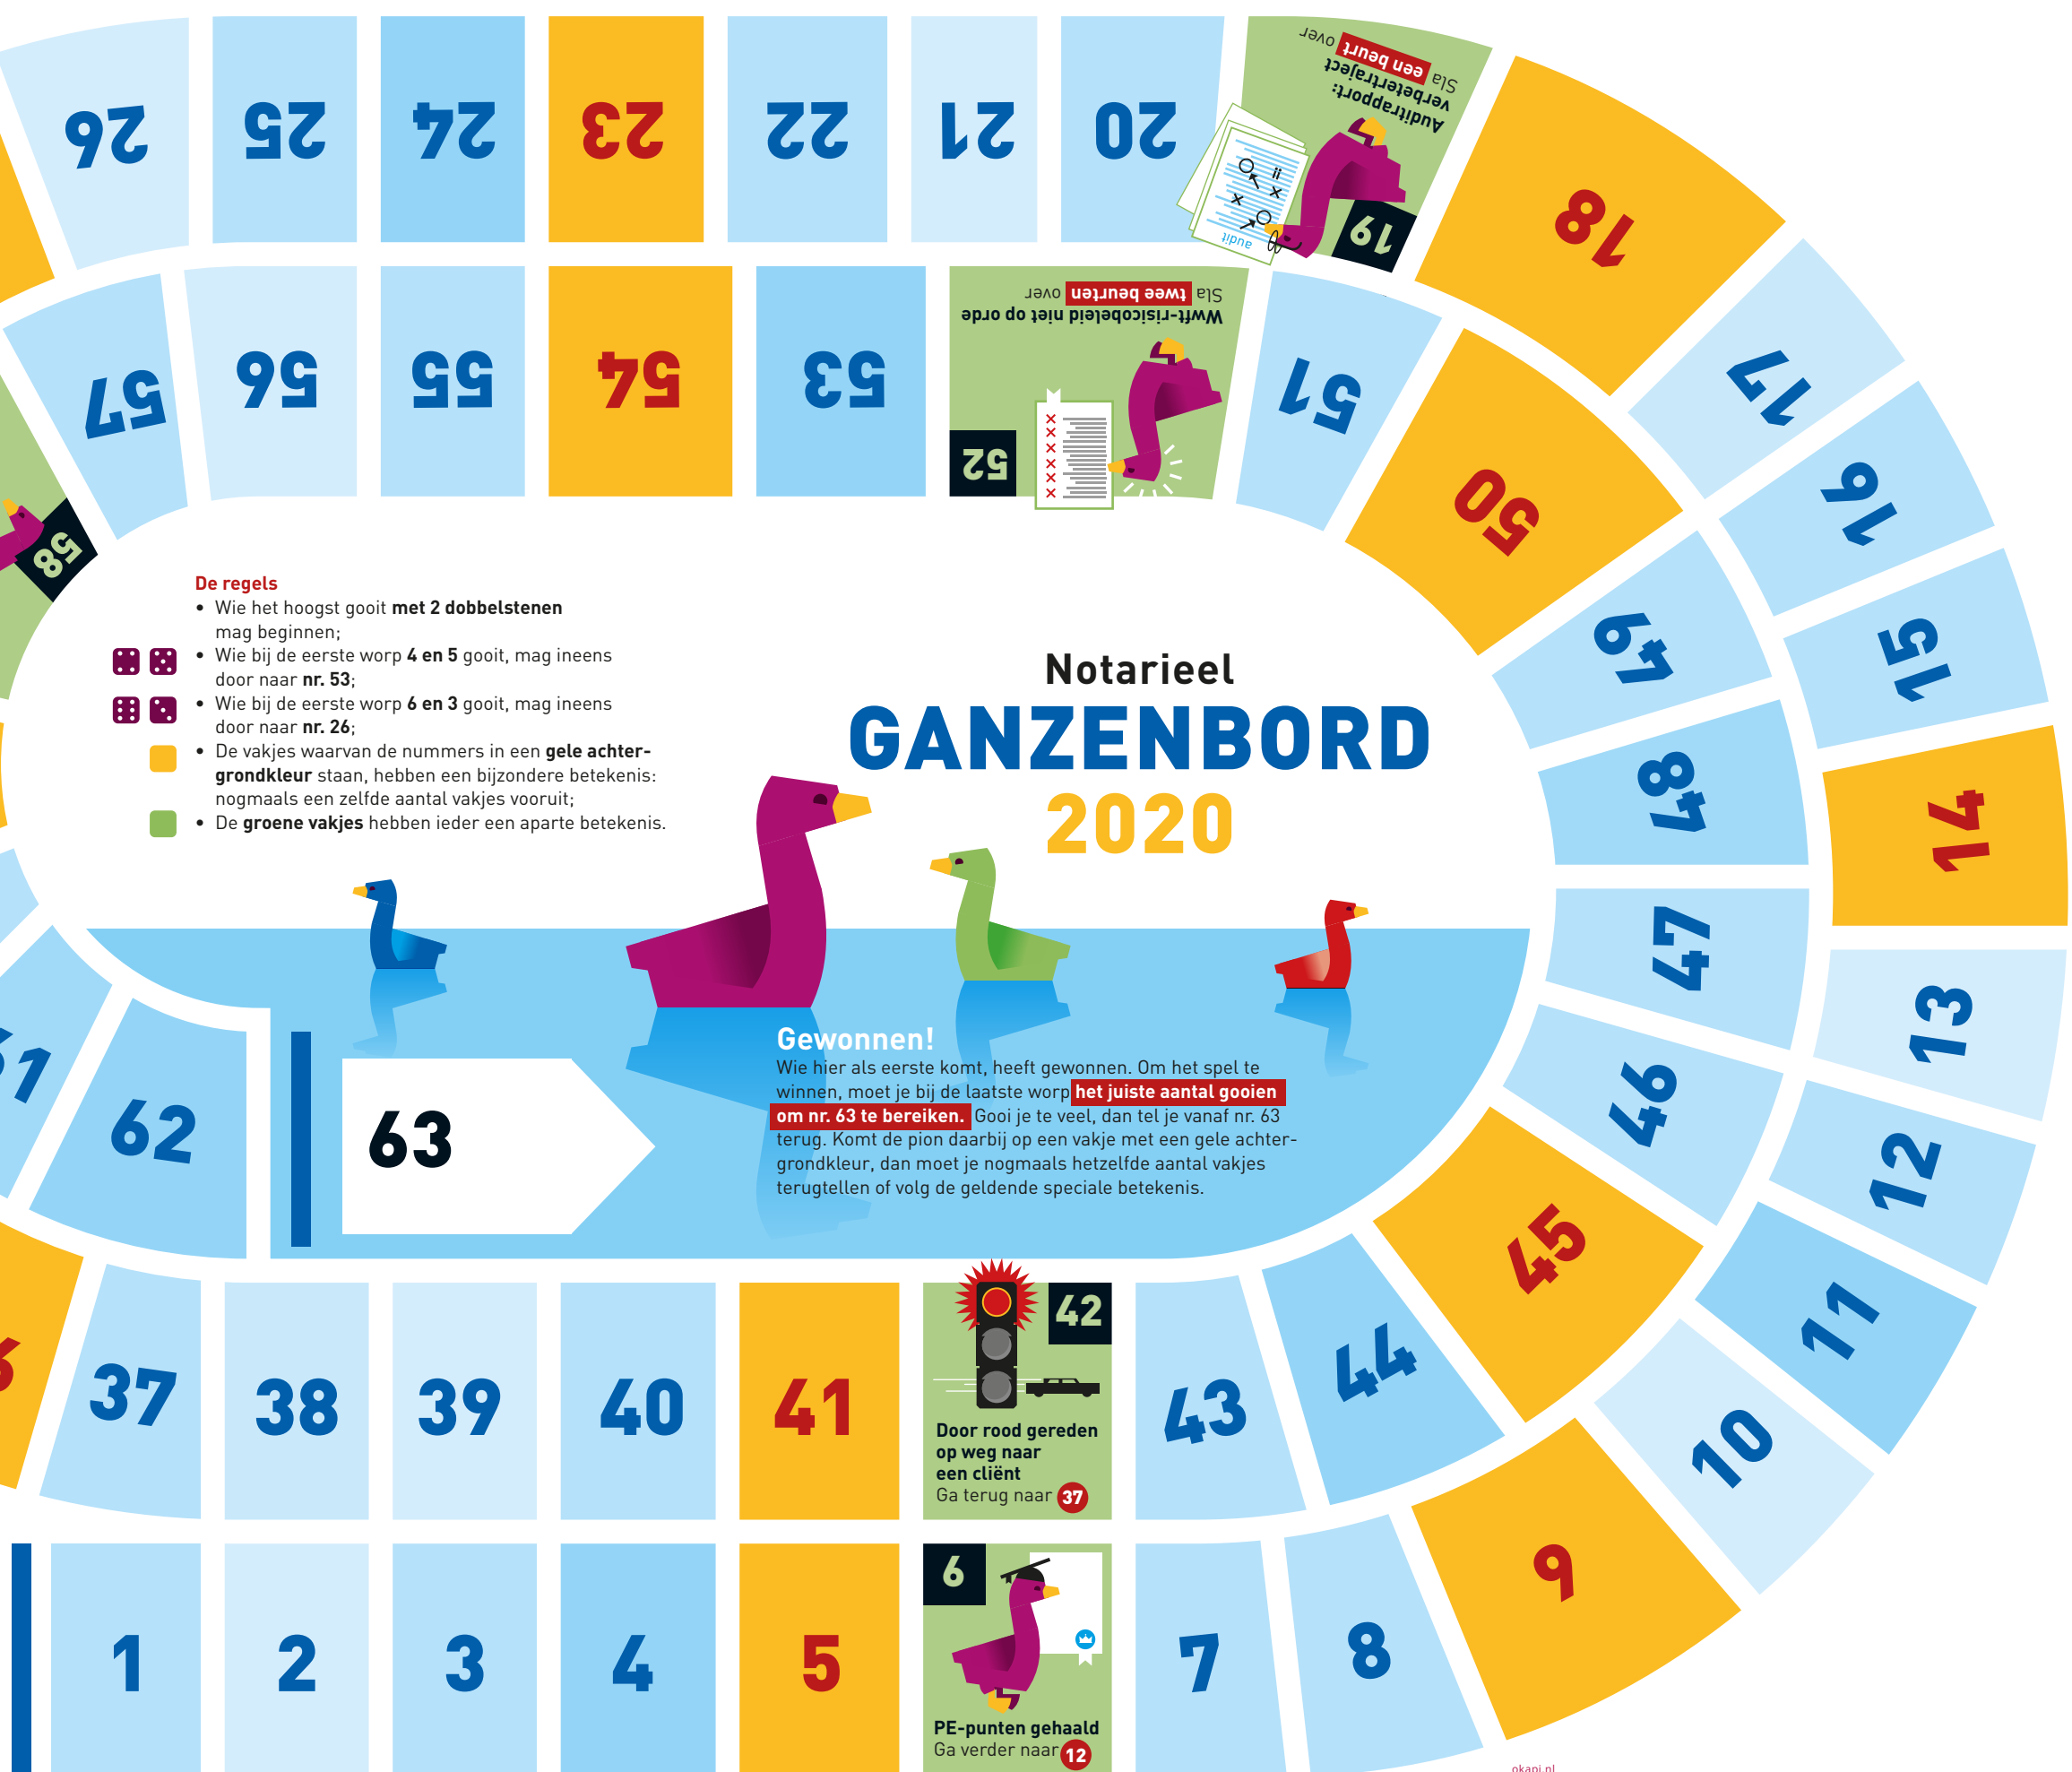 26
25
24
23
22
21
20
Auditrapport:
verbetertraject
Sla een beurt over
audit
19
18
17
16
15
14
13
12
11
10
9
8
7
57
56
55
54
53
Wwft-risicobeleid niet op orde
Sla twee beurten over
52
51
50
49
48
47
46
45
44
43
58
De regels
• Wie het hoogst gooit met 2 dobbelstenen
mag beginnen;
• Wie bij de eerste worp 4 en 5 gooit, mag ineens
door naar nr. 53;
• Wie bij de eerste worp 6 en 3 gooit, mag ineens
door naar nr. 26;
• De vakjes waarvan de nummers in een gele achter-
grondkleur staan, hebben een bijzondere betekenis:
nogmaals een zelfde aantal vakjes vooruit;
• De groene vakjes hebben ieder een aparte betekenis.
Notarieel
GANZENBORD
2020
61
62
63
Gewonnen!
Wie hier als eerste komt, heeft gewonnen. Om het spel te
winnen, moet je bij de laatste worp het juiste aantal gooien
om nr. 63 te bereiken. Gooi je te veel, dan tel je vanaf nr. 63
terug. Komt de pion daarbij op een vakje met een gele achter-
grondkleur, dan moet je nogmaals hetzelfde aantal vakjes
terugtellen of volg de geldende speciale betekenis.
37
38
39
40
41
42
Door rood gereden
op weg naar
een cliënt
Ga terug naar 37
1
2
3
4
5
6
PE-punten gehaald
Ga verder naar 12
okapi.nl